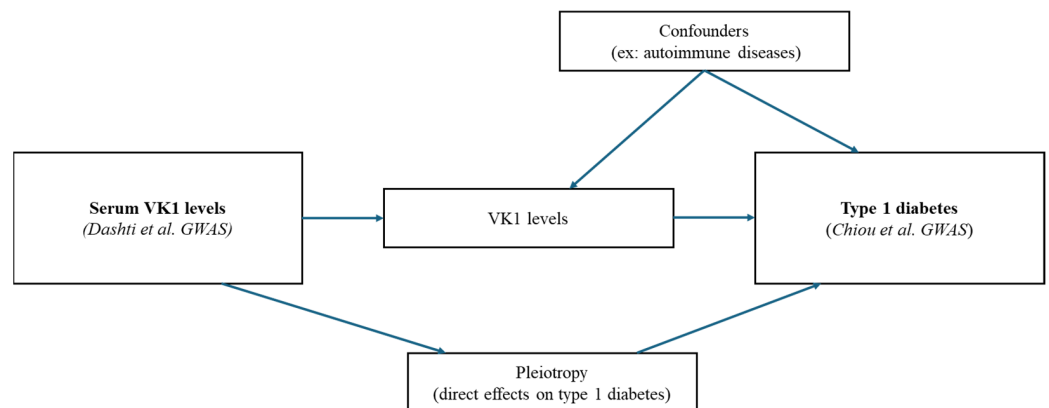 Confounders
(ex: autoimmune diseases)
Serum VK1 levels
(Dashti et al. GWAS)
VK1 levels
Type 1 diabetes
(Chiou et al. GWAS)
Pleiotropy
(direct effects on type 1 diabetes)